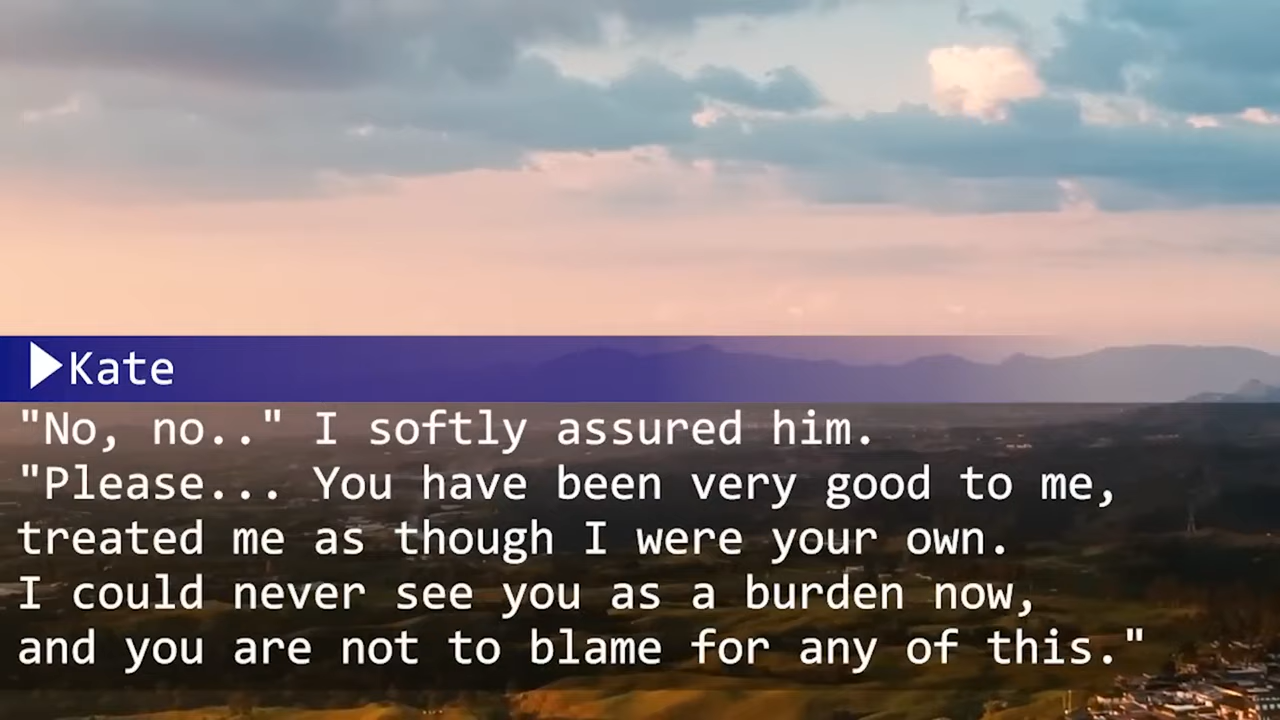 ▶Kate
"No, no.." I softly assured him.
"Please... You have been very good to me,
treated me as though I were your own.
I could never see you as a burden now,
and you are not to blame for any of this."